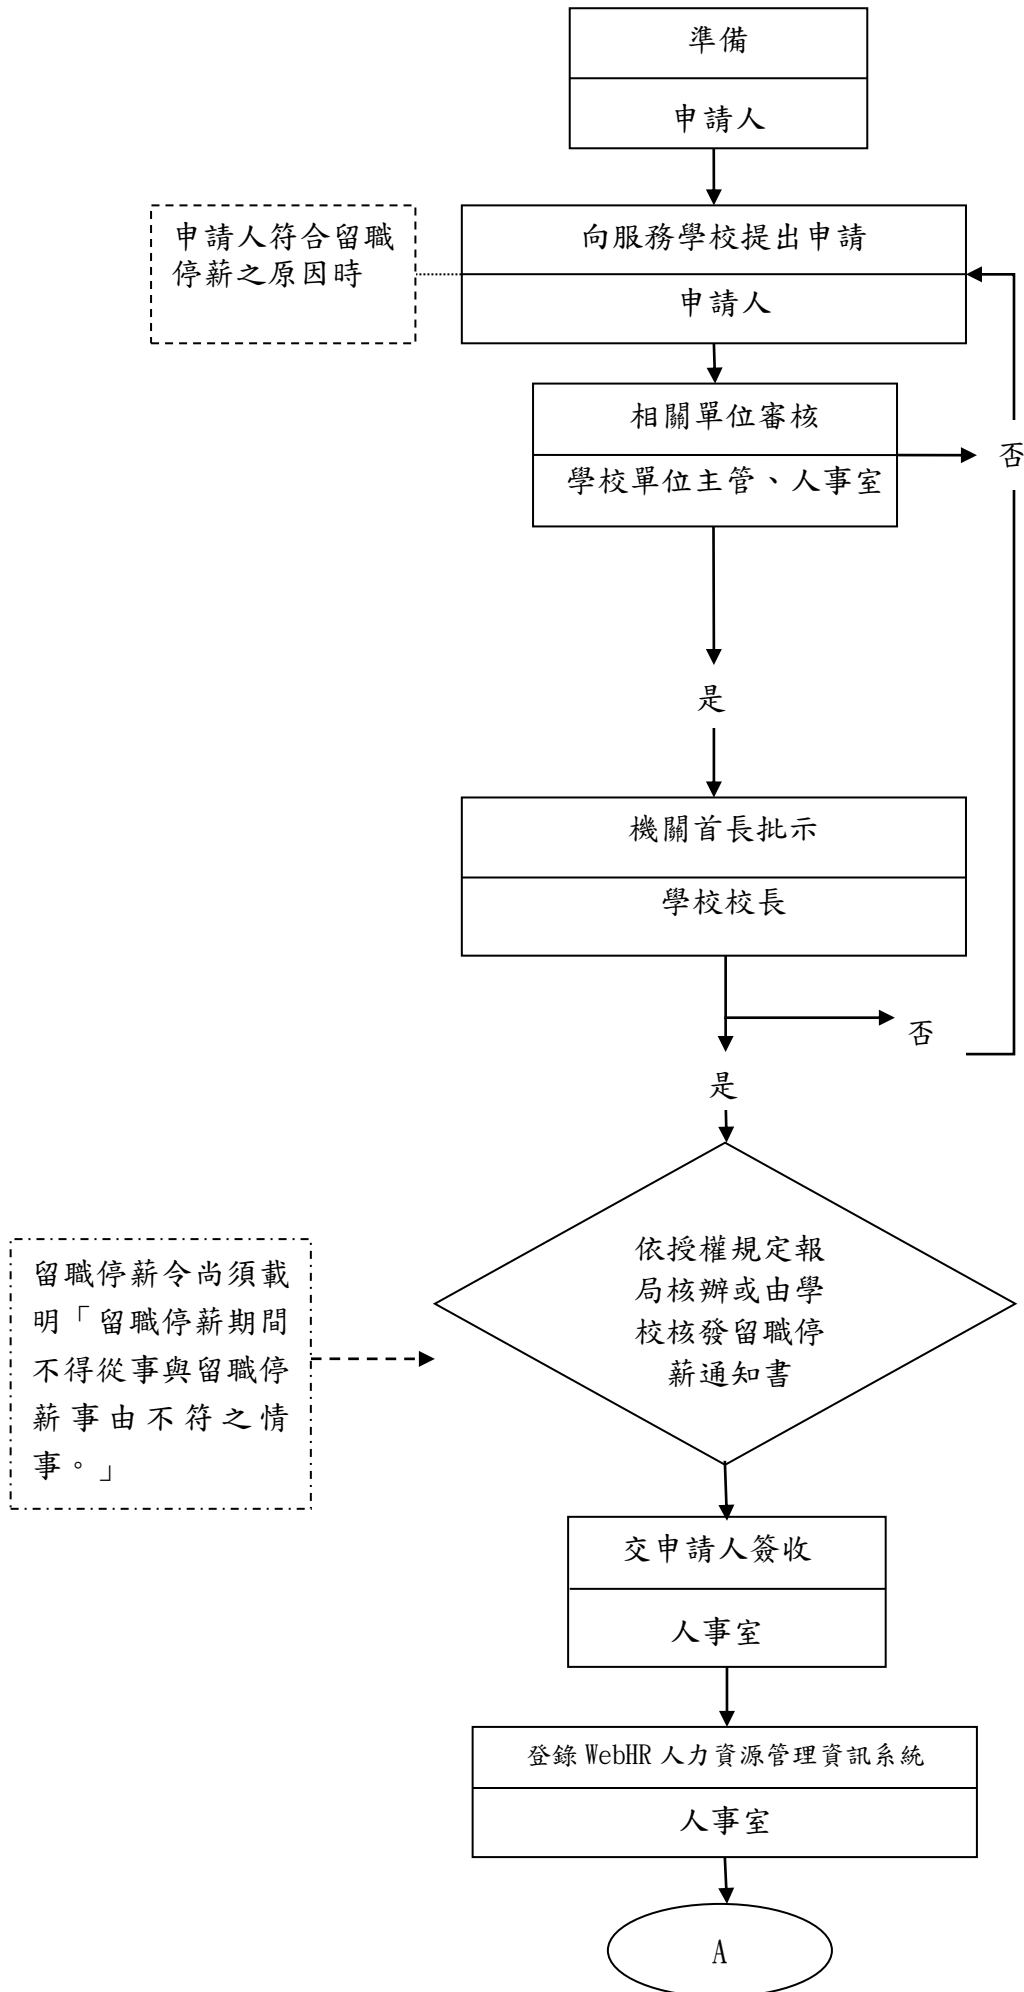 準備
申請人
申請人符合留職
停薪之原因時
向服務學校提出申請
申請人
相關單位審核
學校單位主管、人事室
否
是
機關首長批示
學校校長
否
是
依授權規定報
局核辦或由學
校核發留職停
薪通知書
留職停薪令尚須載
明「留職停薪期間
不得從事與留職停
薪事由不符之情
事。」
交申請人簽收
人事室
登錄 WebHR 人力資源管理資訊系統
人事室
A